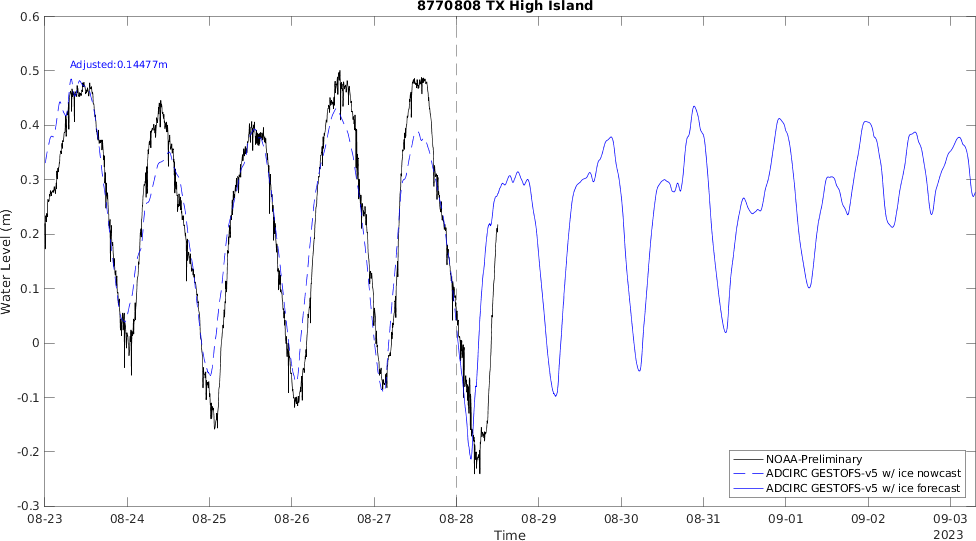 8770808 TX High Island
0.6
0.5
0.4
0.3
0.2
0.1
0
-0.1
-0.2
-0.3
Water Level (m)
Adjusted:0.14477m
NOAA-Preliminary
ADCIRC GESTOFS-v5 w/ ice nowcast
ADCIRC GESTOFS-v5 w/ ice forecast
08-23 08-24 08-25 08-26 08-27 08-28 08-29 08-30 08-31 09-01 09-02 09-03
Time
2023